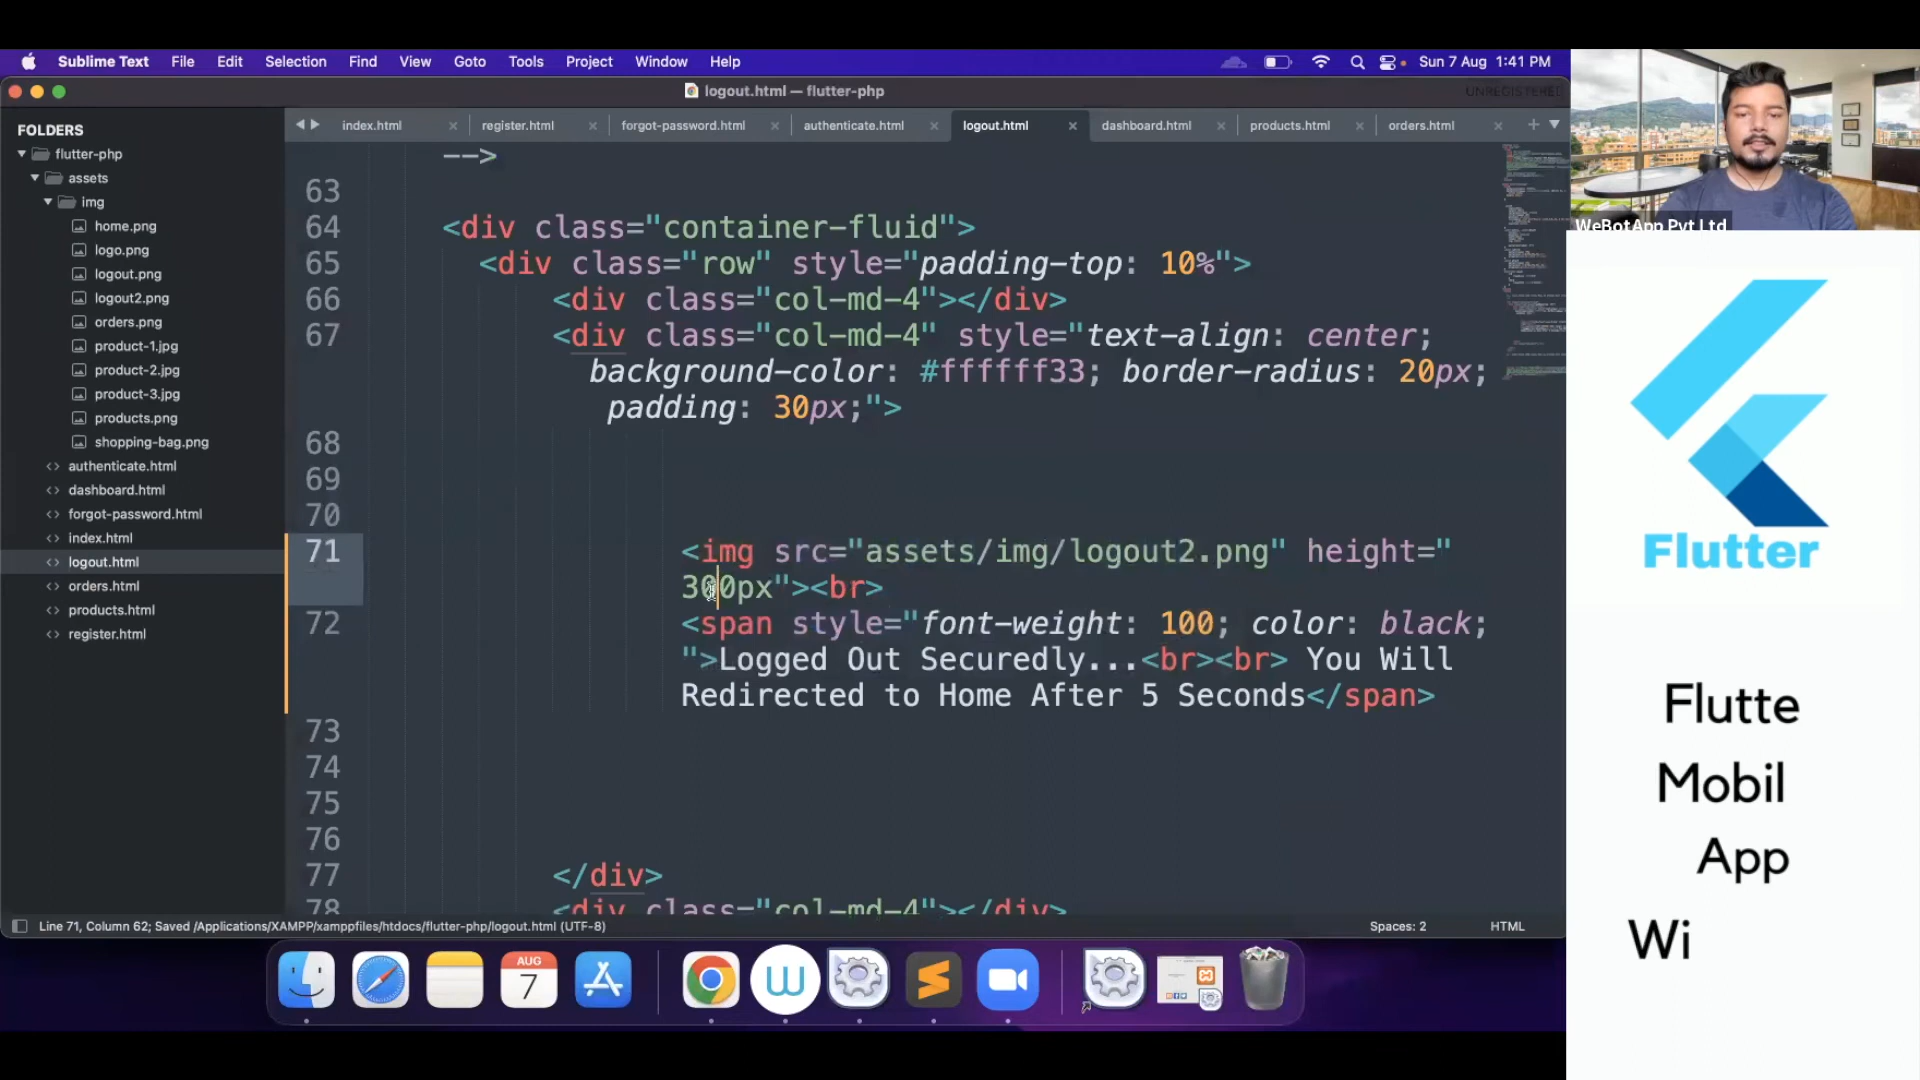 Sublime Text File Edit Selection Find View Goto Tools Project Window Help Sun 7 Aug 1:41 PM
logout.html — flutter-php UNREGISTERED
FOLDERS
flutter-php
assets
img
home.png
logo.png
logout.png
logout2.png
orders.png
product-1.jpg
product-2.jpg
product-3.jpg
products.png
shopping-bag.png
authenticate.html
dashboard.html
forgot-password.html
index.html
logout.html
orders.html
products.html
register.html
index.html register.html forgot-password.html authenticate.html logout.html dashboard.html products.html orders.html
-->
63
64 <div class="container-fluid">
65 <div class="row" style="padding-top: 10%">
66 <div class="col-md-4"></div>
67 <div class="col-md-4" style="text-align: center;
background-color: #ffffff33; border-radius: 20px;
padding: 30px;">
68
69
70
71 <img src="assets/img/logout2.png" height="
300px"><br>
72 <span style="font-weight: 100; color: black;
">Logged Out Securedly...<br><br> You Will
Redirected to Home After 5 Seconds</span>
73
74
75
76
77 </div>
78 <div class="col-md-4"></div>
Line 71, Column 62; Saved /Applications/XAMPP/xamppfiles/htdocs/flutter-php/logout.html (UTF-8) Spaces: 2 HTML
AUG
7
WeBotApp Pvt Ltd
Flutter
Flutte
Mobil
App
Wi